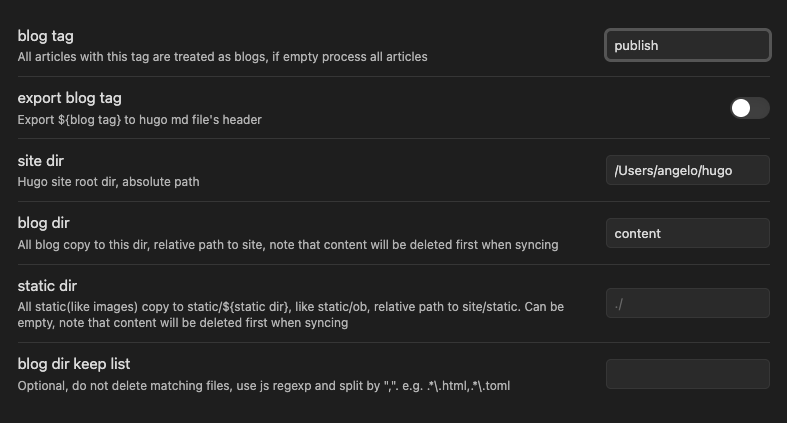 blog tag
All articles with this tag are treated as blogs, if empty process all articles
publish
export blog tag
Export ${blog tag} to hugo md file's header
site dir
Hugo site root dir, absolute path
/Users/angelo/hugo
blog dir
All blog copy to this dir, relative path to site, note that content will be deleted first when syncing
content
static dir
All static(like images) copy to static/${static dir}, like static/ob, relative path to site/static. Can be
empty, note that content will be deleted first when syncing
./
blog dir keep list
Optional, do not delete matching files, use js regexp and split by ",". e.g. .*\.html,.*\.toml